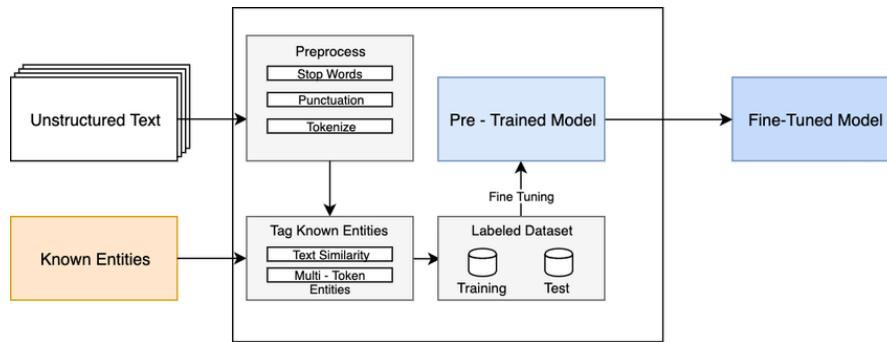 Preprocess
Stop Words
Punctuation
Tokenize
Unstructured Text
Pre - Trained Model
Fine-Tuned Model
Fine Tuning
Known Entities
Tag Known Entities
Text Similarity
Multi - Token
Entities
Labeled Dataset
Training
Test